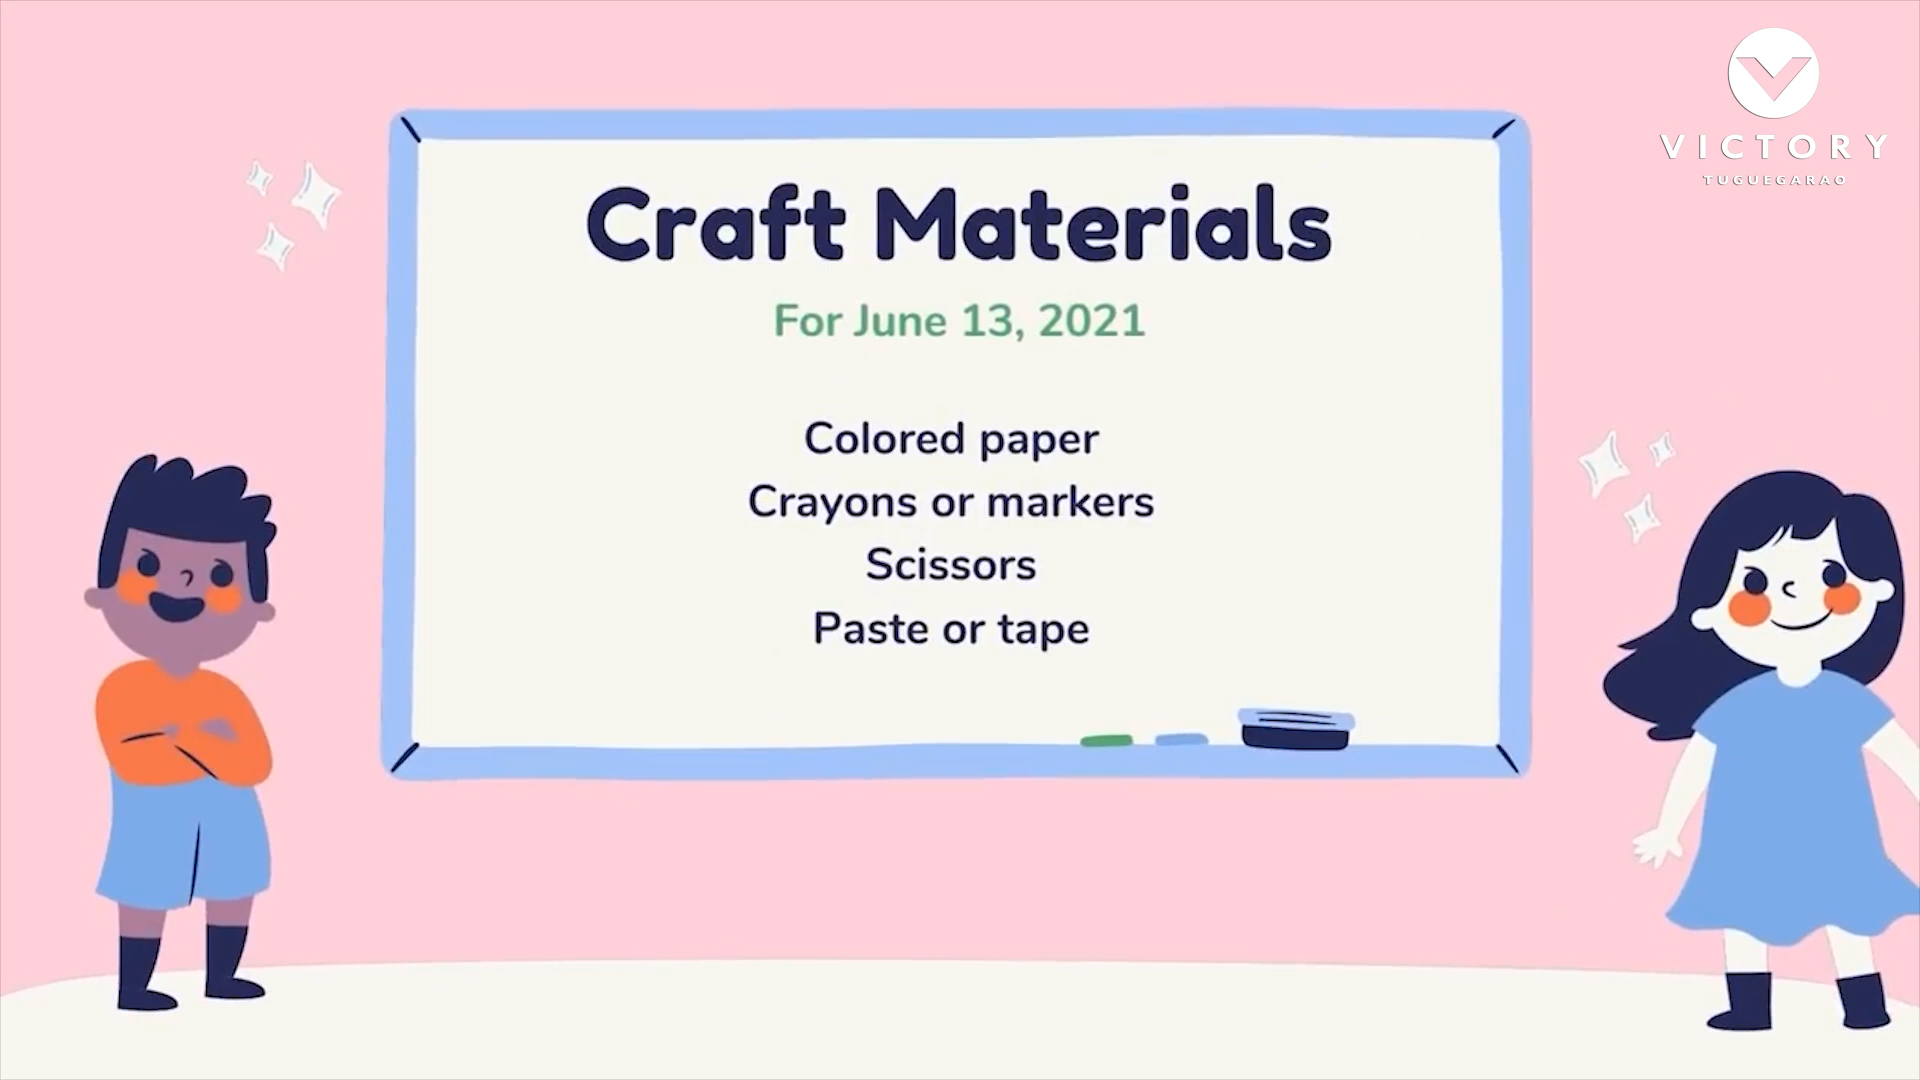 VICTORY
TUGUEGARAO
Craft Materials
For June 13, 2021
Colored paper
Crayons or markers
Scissors
Paste or tape